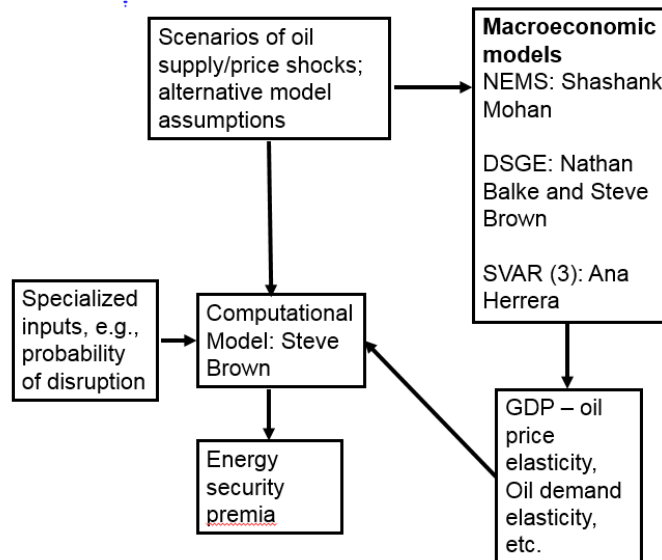 Scenarios of oil
supply/price shocks;
alternative model
assumptions
Macroeconomic
models
NEMS: Shashank
Mohan
DSGE: Nathan
Balke and Steve
Brown
SVAR (3): Ana
Herrera
Specialized
inputs, e.g.,
probability
of disruption
Computational
Model: Steve
Brown
GDP – oil
price
elasticity,
Oil demand
elasticity,
etc.
Energy
security
premia